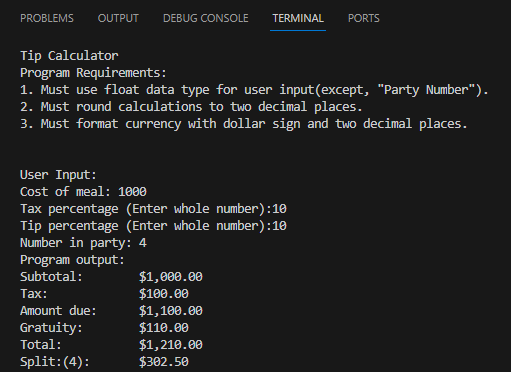 PROBLEMS OUTPUT DEBUG CONSOLE TERMINAL PORTS
Tip Calculator
Program Requirements:
1. Must use float data type for user input(except, "Party Number").
2. Must round calculations to two decimal places.
3. Must format currency with dollar sign and two decimal places.
User Input:
Cost of meal: 1000
Tax percentage (Enter whole number):10
Tip percentage (Enter whole number):10
Number in party: 4
Program output:
Subtotal: $1,000.00
Tax: $100.00
Amount due: $1,100.00
Gratuity: $110.00
Total: $1,210.00
Split:(4): $302.50